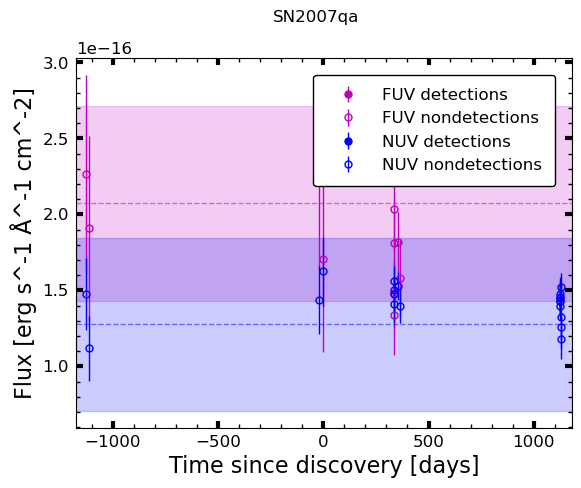 SN2007qa
1e−16
3.0
2.5
2.0
1.5
1.0
Flux [erg s^-1 Å^-1 cm^-2]
FUV detections
FUV nondetections
NUV detections
NUV nondetections
−1000
−500
0
500
1000
Time since discovery [days]